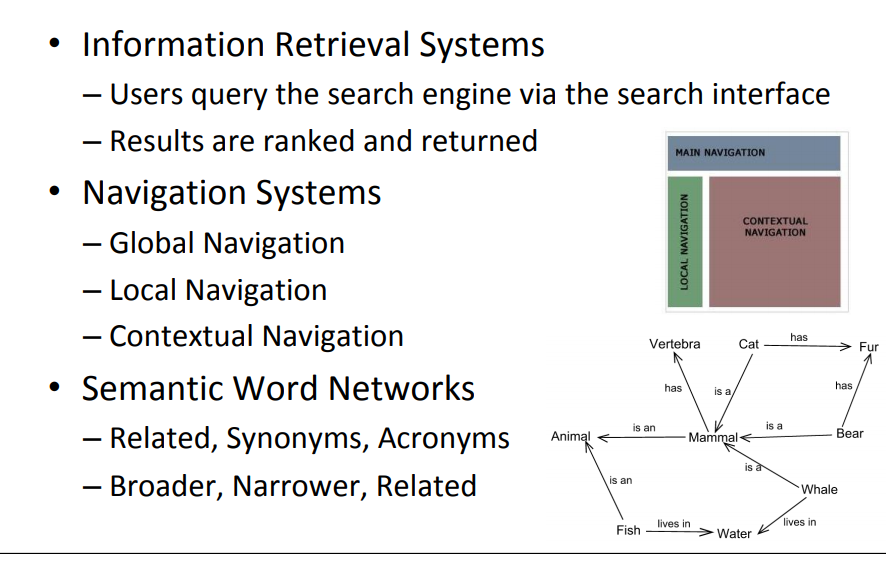 • Information Retrieval Systems
– Users query the search engine via the search interface
– Results are ranked and returned
• Navigation Systems
– Global Navigation
– Local Navigation
– Contextual Navigation
• Semantic Word Networks
– Related, Synonyms, Acronyms
– Broader, Narrower, Related
MAIN NAVIGATION
LOCAL NAVIGATION
CONTEXTUAL
NAVIGATION
Vertebra
Cat
has
Fur
has
is a
has
Animal
is an
Mammal
is a
Bear
is an
is a
Whale
Fish
lives in
Water
lives in